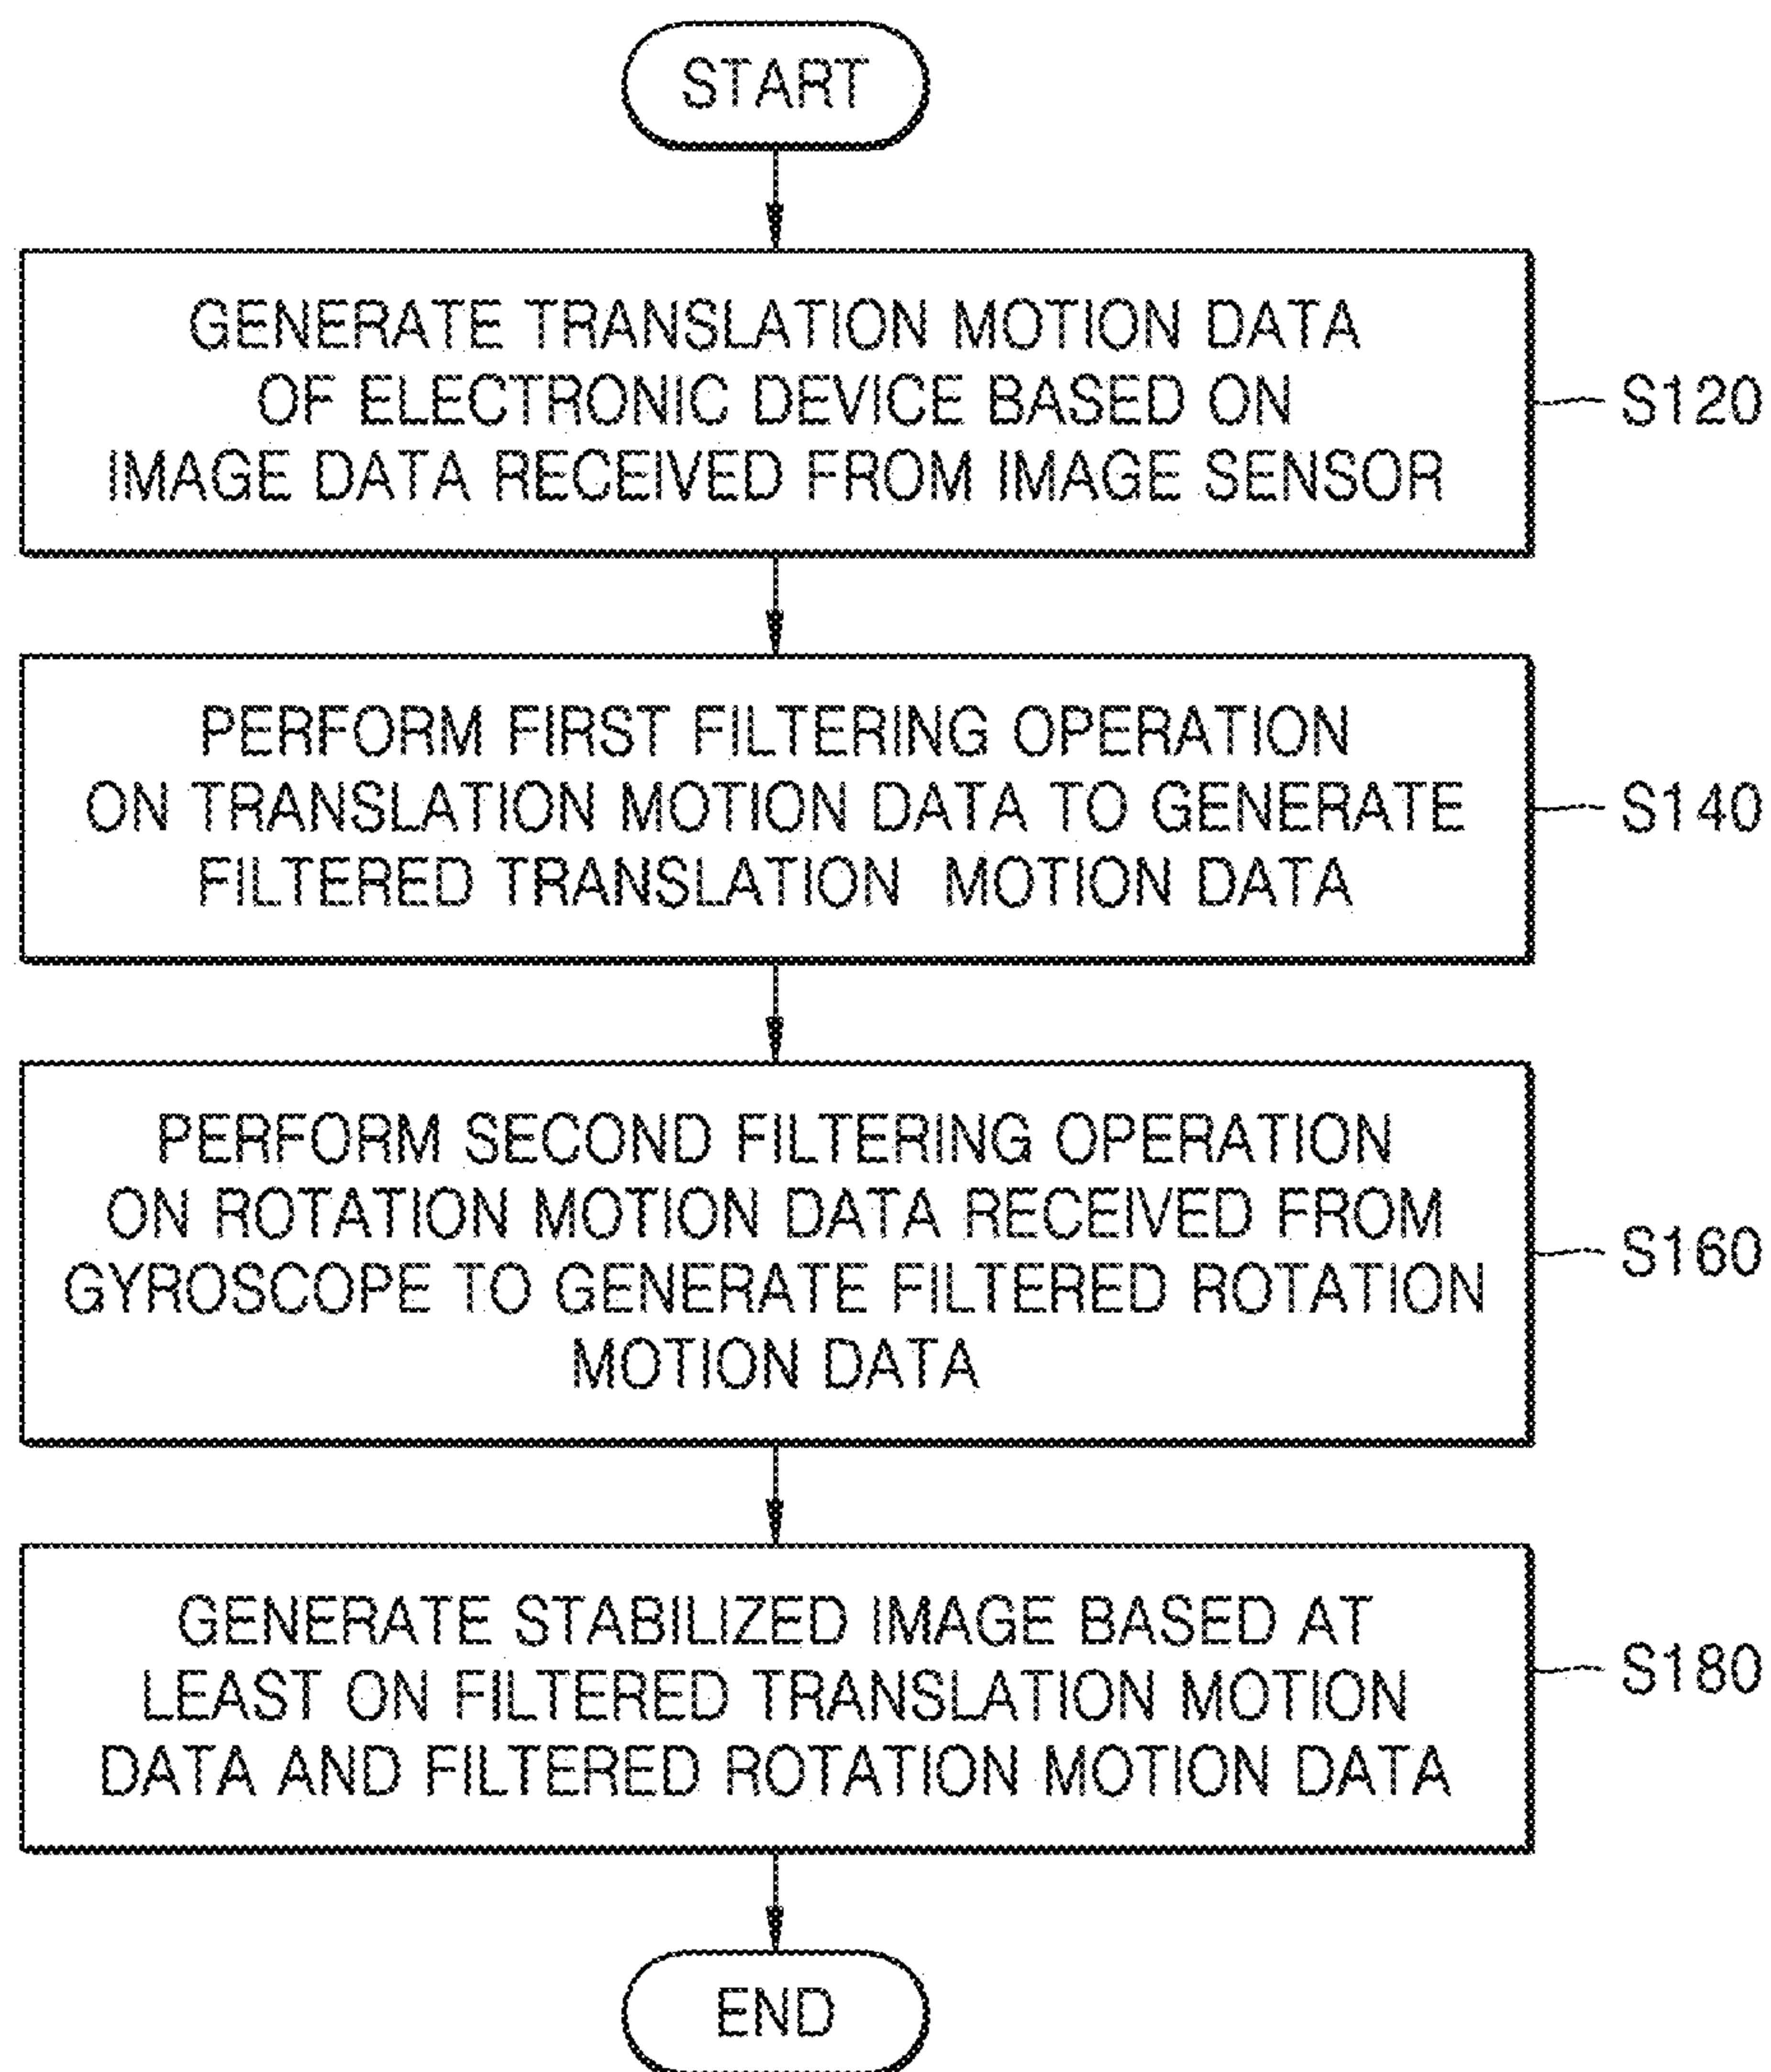 START
GENERATE TRANSLATION MOTION DATA
OF ELECTRONIC DEVICE BASED ON
IMAGE DATA RECEIVED FROM IMAGE SENSOR
S120
PERFORM FIRST FILTERING OPERATION
ON TRANSLATION MOTION DATA TO GENERATE
FILTERED TRANSLATION MOTION DATA
S140
PERFORM SECOND FILTERING OPERATION
ON ROTATION MOTION DATA RECEIVED FROM
GYROSCOPE TO GENERATE FILTERED ROTATION
MOTION DATA
S160
GENERATE STABILIZED IMAGE BASED AT
LEAST ON FILTERED TRANSLATION MOTION
DATA AND FILTERED ROTATION MOTION DATA
S180
END